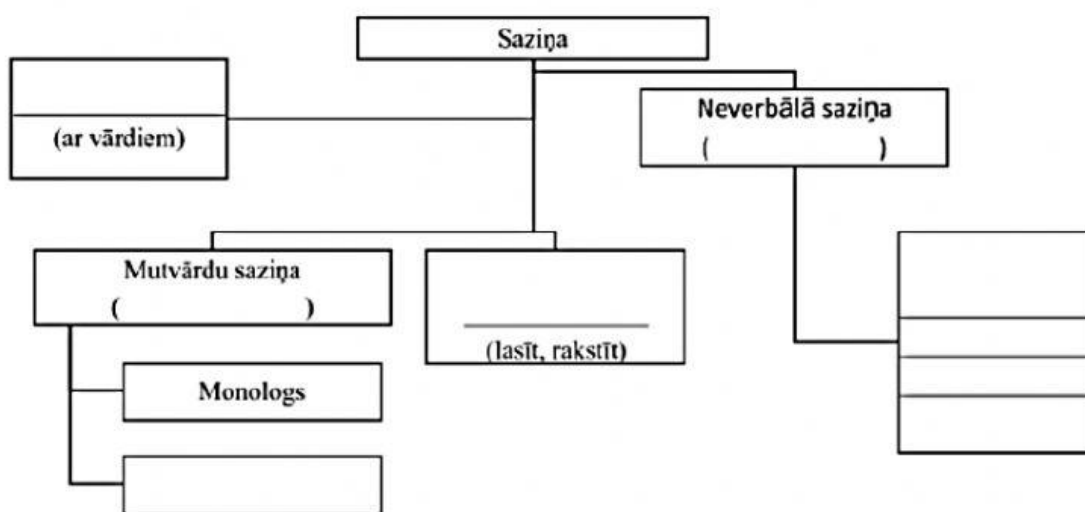 Saziņa
(ar vārdiem)
Neverbālā saziņa
( )
Mutvārdu saziņa
( )
(lasīt, rakstīt)
Monologs